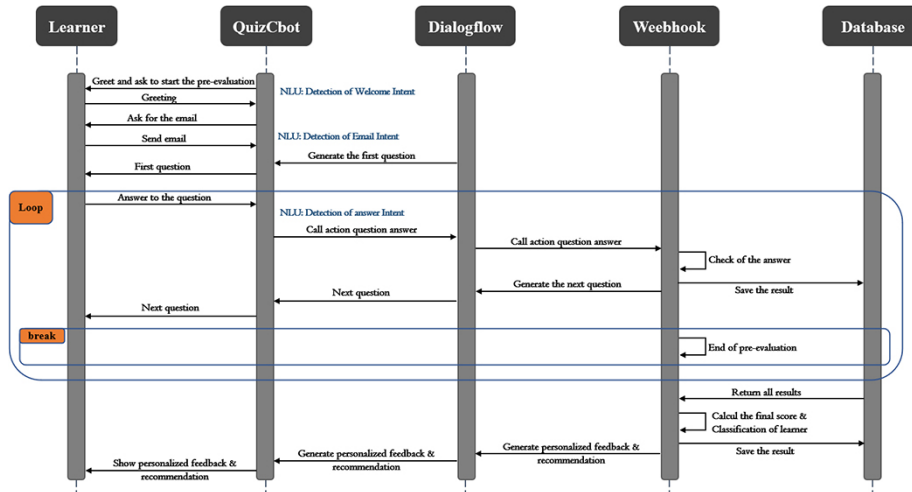 Learner QuizCbot Dialogflow Weebhook Database
Greet and ask to start the pre-evaluation
NLU: Detection of Welcome Intent
Greeting
Ask for the email
Send email
NLU: Detection of Email Intent
Generate the first question
First question
Loop
Answer to the question
NLU: Detection of answer Intent
Call action question answer
Call action question answer
Check of the answer
Generate the next question
Save the result
Next question
Next question
break
End of pre-evaluation
Return all results
Calcul the final score &
Classification of learner
Generate personalized feedback &
recommendation
Save the result
Generate personalized feedback &
recommendation
Show personalized feedback &
recommendation